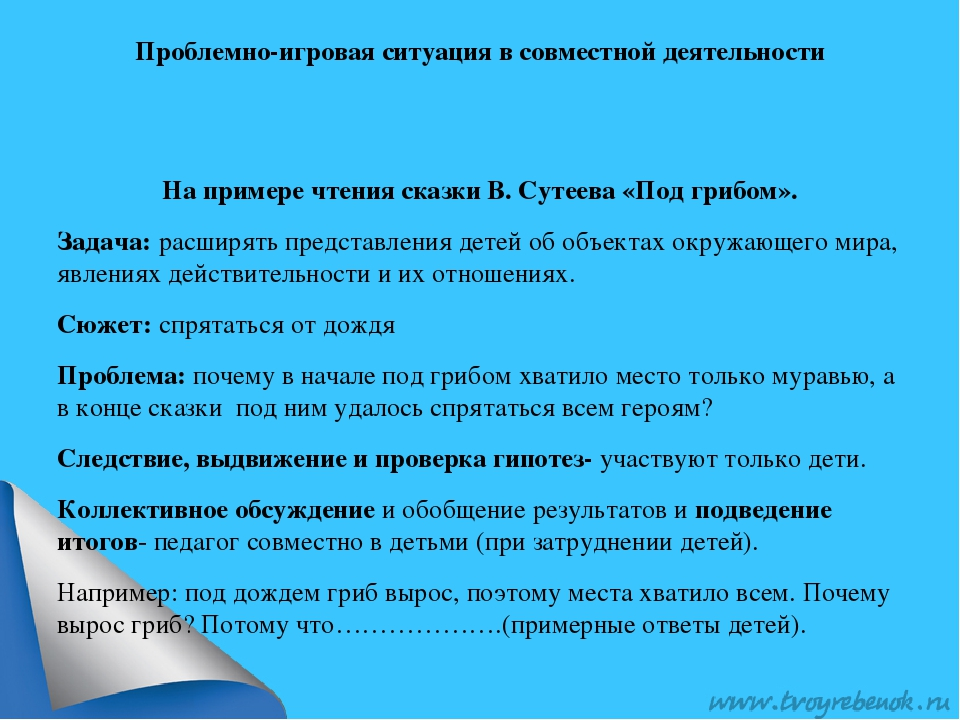 Проблемно-игровая ситуация в совместной деятельности
На примере чтения сказки В. Сутеева «Под грибом».
Задача: расширять представления детей об объектах окружающего мира,
явлениях действительности и их отношениях.
Сюжет: спрятаться от дождя
Проблема: почему в начале под грибом хватило место только муравью, а
в конце сказки под ним удалось спрятаться всем героям?
Следствие, выдвижение и проверка гипотез- участвуют только дети.
Коллективное обсуждение и обобщение результатов и подведение
итогов- педагог совместно в детьми (при затруднении детей).
Например: под дождем гриб вырос, поэтому места хватило всем. Почему
вырос гриб? Потому что……………….(примерные ответы детей).
www.tvoyrebenok.ru